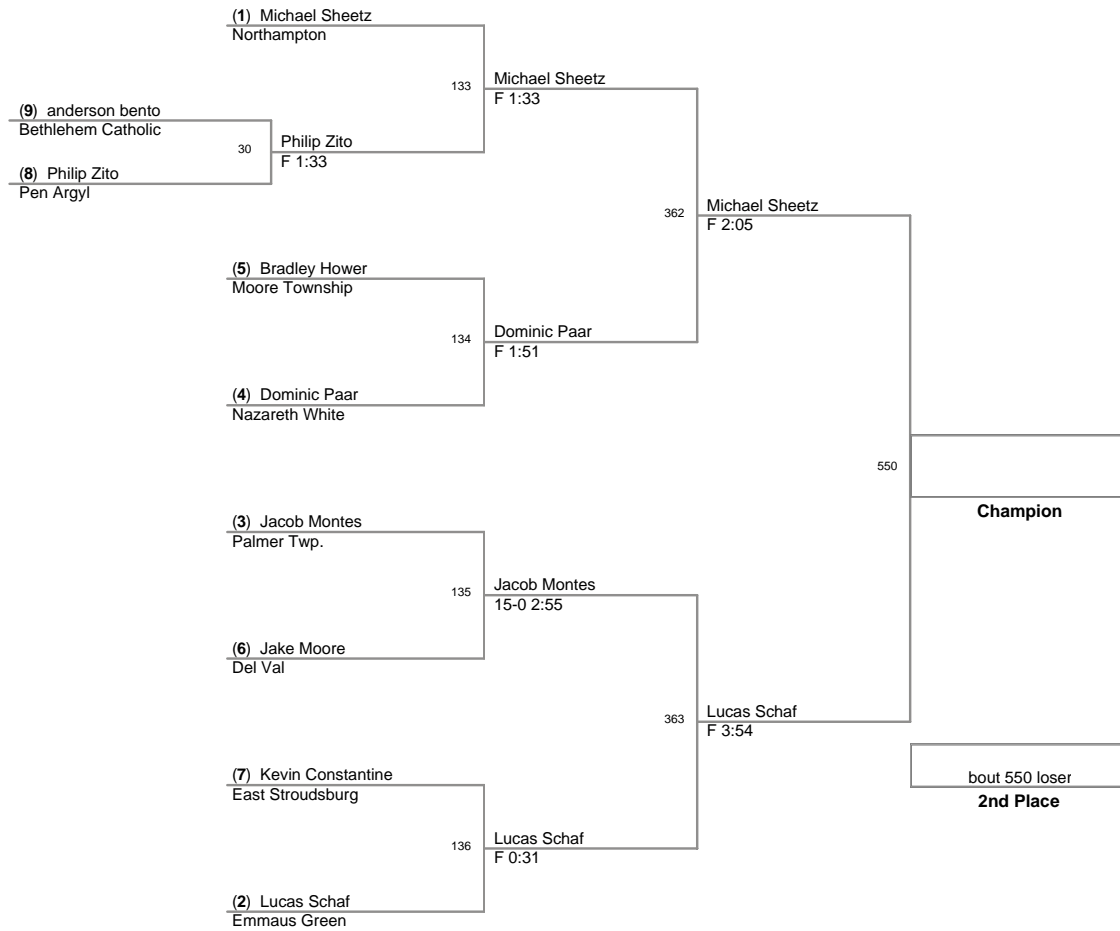 (1) Michael Sheetz
Northampton
133
Michael Sheetz
F 1:33
(9) anderson bento
Bethlehem Catholic
30
Philip Zito
F 1:33
(8) Philip Zito
Pen Argyl
362
Michael Sheetz
F 2:05
(5) Bradley Hower
Moore Township
134
Dominic Paar
F 1:51
(4) Dominic Paar
Nazareth White
550
Champion
(3) Jacob Montes
Palmer Twp.
135
Jacob Montes
15-0 2:55
(6) Jake Moore
Del Val
363
Lucas Schaf
F 3:54
(7) Kevin Constantine
East Stroudsburg
bout 550 loser
2nd Place
136
Lucas Schaf
F 0:31
(2) Lucas Schaf
Emmaus Green